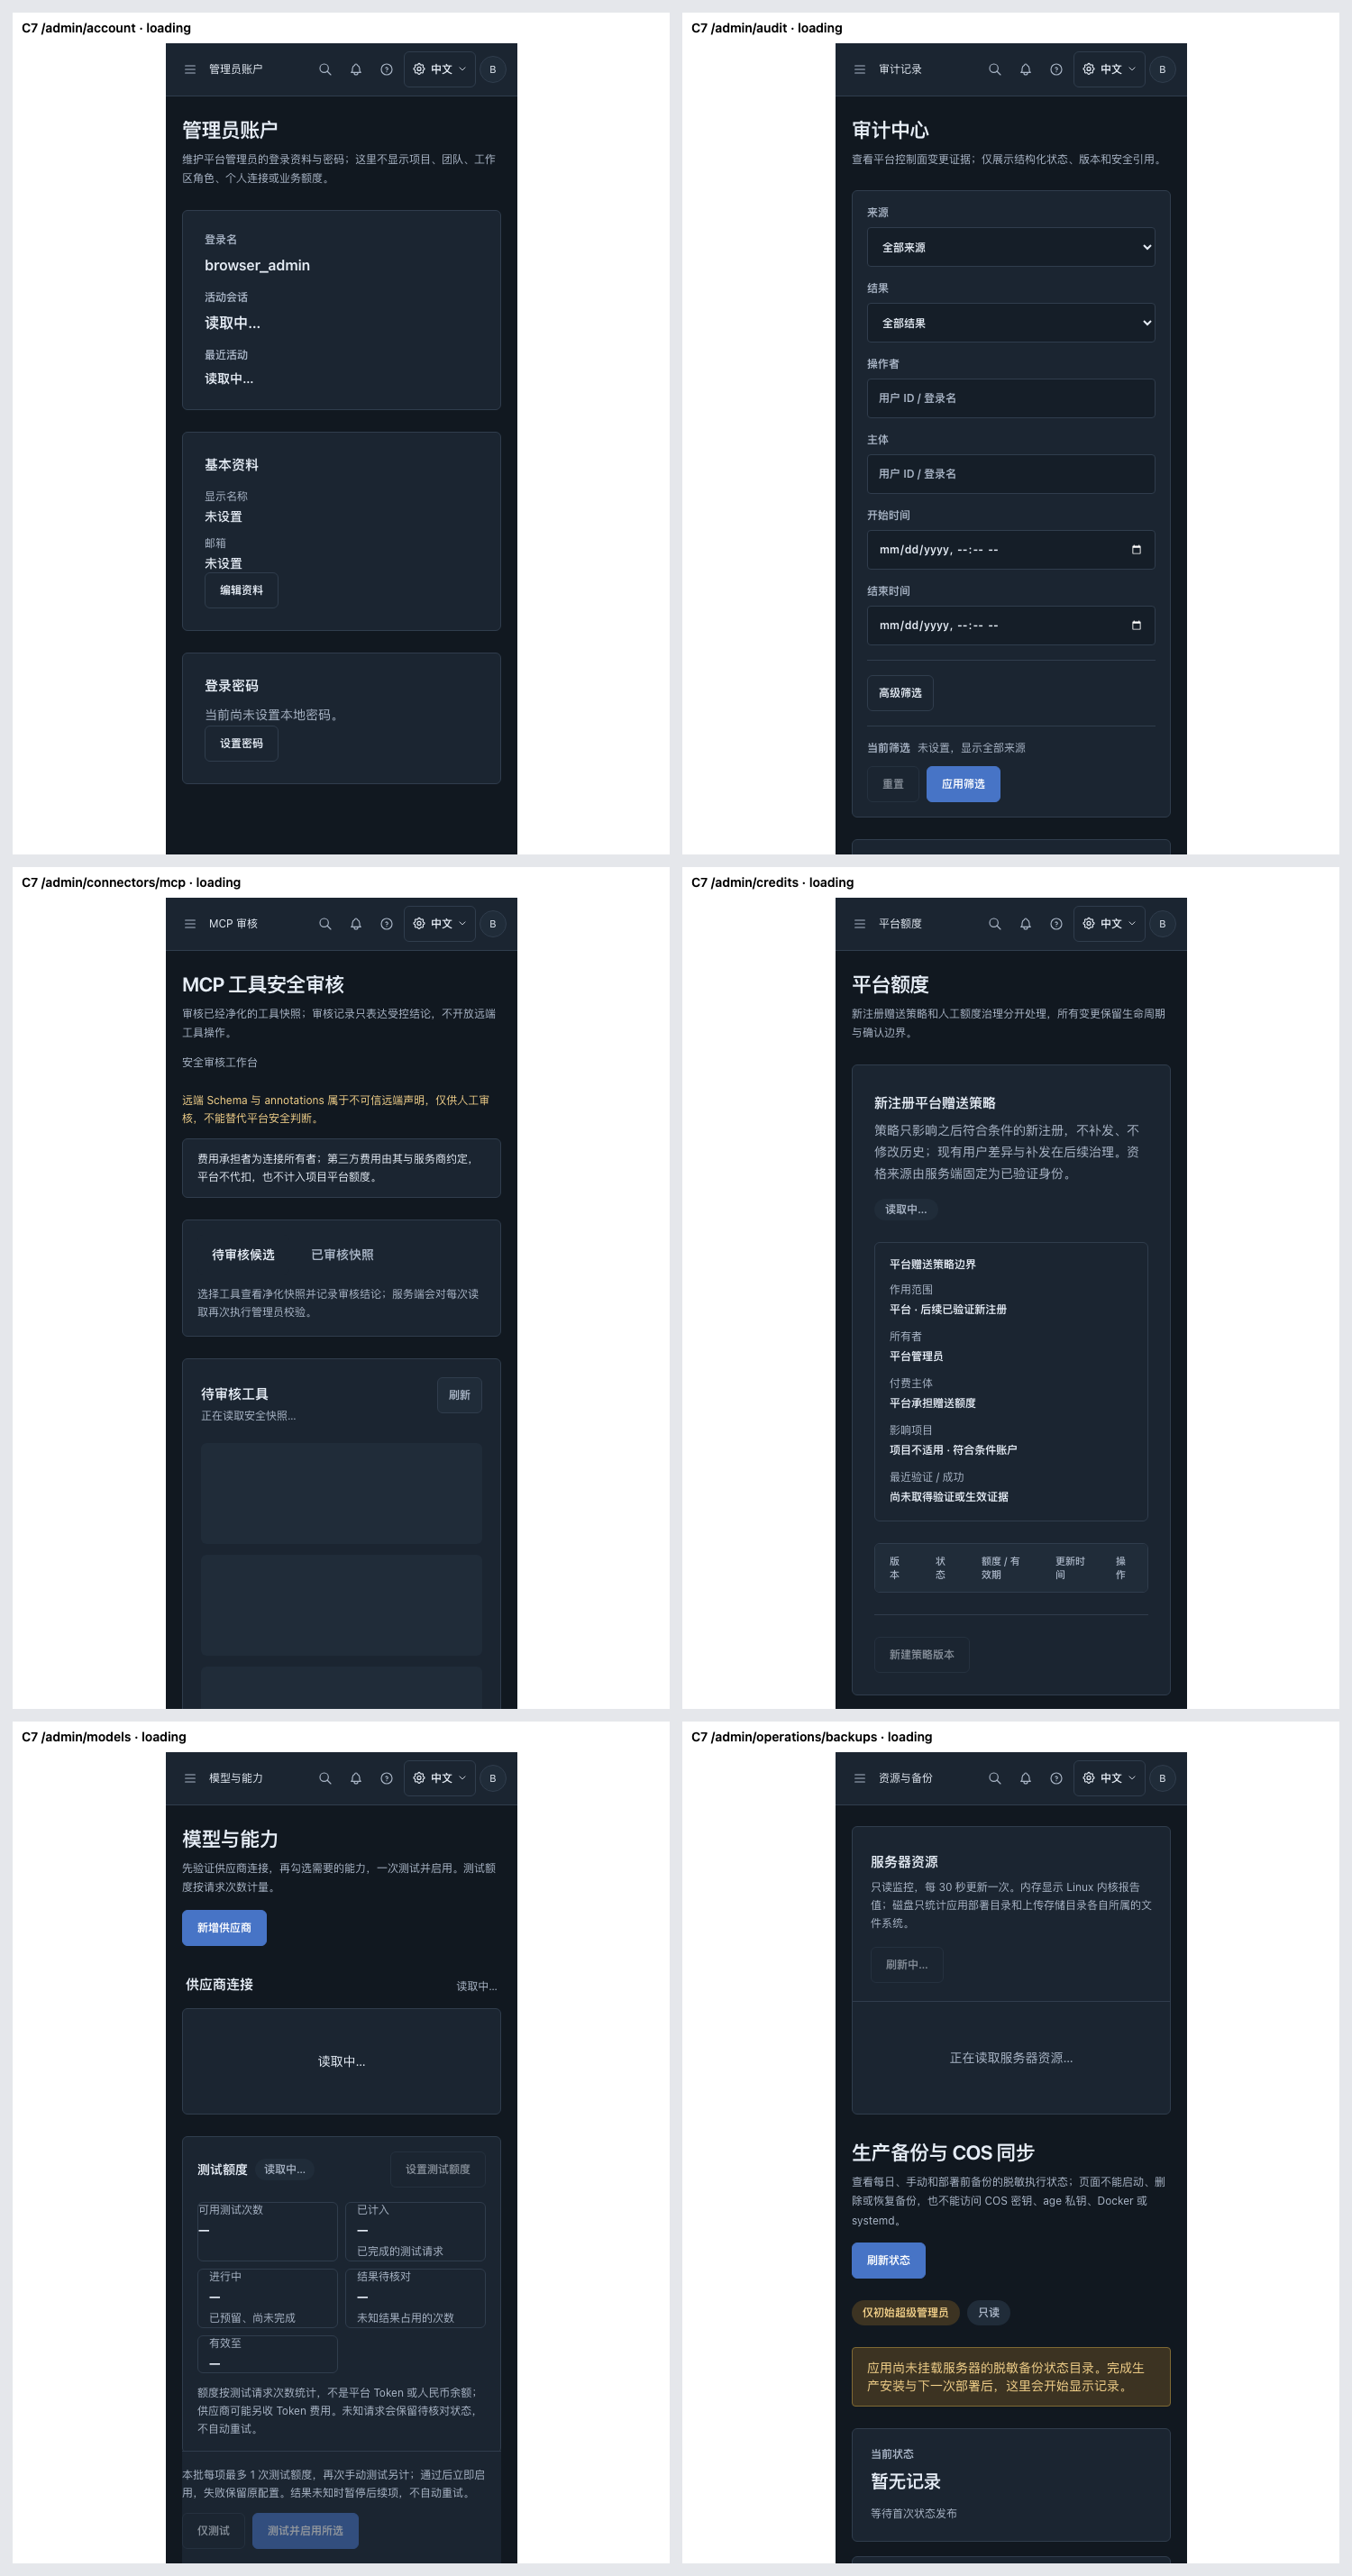 C7 /admin/account · loading
管理员账户
中文
B
管理员账户
维护平台管理员的登录资料与密码；这里不显示项目、团队、工作
区角色、个人连接或业务额度。
登录名
browser_admin
活动会话
读取中...
最近活动
读取中...
基本资料
显示名称
未设置
邮箱
未设置
编辑资料
登录密码
当前尚未设置本地密码。
设置密码
C7 /admin/audit · loading
审计记录
中文
B
审计中心
查看平台控制面变更证据；仅展示结构化状态、版本和安全引用。
来源
全部来源
结果
全部结果
操作者
用户 ID / 登录名
主体
用户 ID / 登录名
开始时间
mm/dd/yyyy, --:-- --
结束时间
mm/dd/yyyy, --:-- --
高级筛选
当前筛选 未设置，显示全部来源
重置 应用筛选
C7 /admin/connectors/mcp · loading
MCP 审核
中文
B
MCP 工具安全审核
审核已经净化的工具快照；审核记录只表达受控结论，不开放远端
工具操作。
安全审核工作台
远端 Schema 与 annotations 属于不可信远端声明，仅供人工审
核，不能替代平台安全判断。
费用承担者为连接所有者；第三方费用由其与服务商约定，
平台不代扣，也不计入项目平台额度。
待审核候选 已审核快照
选择工具查看净化快照并记录审核结论；服务端会对每次读
取再次执行管理员校验。
待审核工具
刷新
正在读取安全快照...
C7 /admin/credits · loading
平台额度
中文
B
平台额度
新注册赠送策略和人工额度治理分开处理，所有变更保留生命周期
与确认边界。
新注册平台赠送策略
策略只影响之后符合条件的新注册，不补发、不
修改历史；现有用户差异与补发在后续治理。资
格来源由服务端固定为已验证身份。
读取中...
平台赠送策略边界
作用范围
平台 · 后续已验证新注册
所有者
平台管理员
付费主体
平台承担赠送额度
影响项目
项目不适用 · 符合条件账户
最近验证 / 成功
尚未取得验证或生效证据
版 状 额度 / 有 更新时 操
本 态 效期 间 作
新建策略版本
C7 /admin/models · loading
模型与能力
中文
B
模型与能力
先验证供应商连接，再勾选需要的能力，一次测试并启用。测试额
度按请求次数计量。
新增供应商
供应商连接
读取中...
读取中...
测试额度 读取中...
设置测试额度
可用测试次数
—
已计入
—
已完成的测试请求
进行中
—
已预留、尚未完成
结果待核对
—
未知结果占用的次数
有效至
—
额度按测试请求次数统计，不是平台 Token 或人民币余额；
供应商可能另收 Token 费用。未知请求会保留待核对状态，
不自动重试。
本批每项最多 1 次测试额度，再次手动测试另计；通过后立即启
用，失败保留原配置。结果未知时暂停后续项，不自动重试。
仅测试 测试并启用所选
C7 /admin/operations/backups · loading
资源与备份
中文
B
服务器资源
只读监控，每 30 秒更新一次。内存显示 Linux 内核报告
值；磁盘只统计应用部署目录和上传存储目录各自所属的文
件系统。
刷新中...
正在读取服务器资源...
生产备份与 COS 同步
查看每日、手动和部署前备份的脱敏执行状态；页面不能启动、删
除或恢复备份，也不能访问 COS 密钥、age 私钥、Docker 或
systemd。
刷新状态
仅初始超级管理员 只读
应用尚未挂载服务器的脱敏备份状态目录。完成生
产安装与下一次部署后，这里会开始显示记录。
当前状态
暂无记录
等待首次状态发布